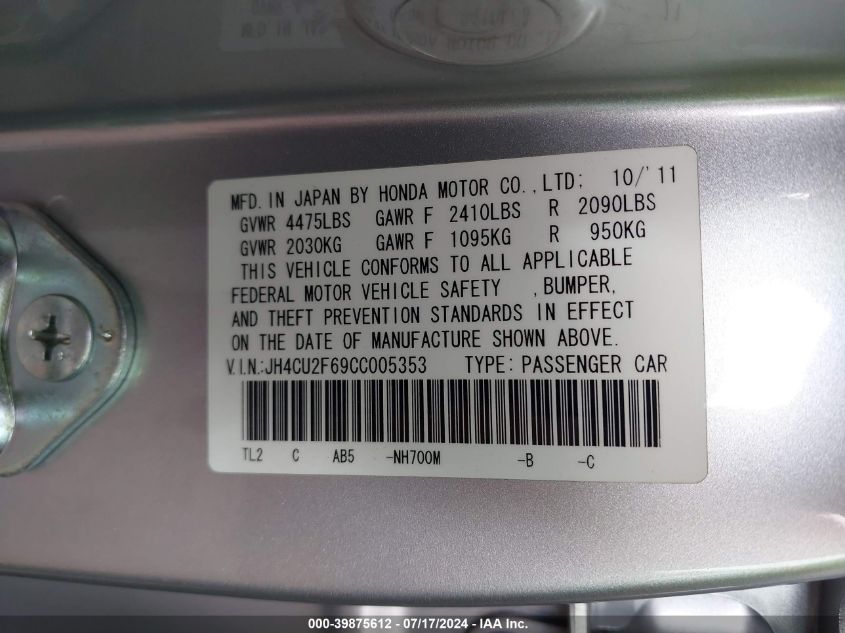 MFD. IN JAPAN BY HONDA MOTOR CO., LTD; 10/'11
GVWR 4475LBS GAWR F 2410LBS R 2090LBS
GVWR 2030KG GAWR F 1095KG R 950KG
THIS VEHICLE CONFORMS TO ALL APPLICABLE
FEDERAL MOTOR VEHICLE SAFETY , BUMPER,
AND THEFT PREVENTION STANDARDS IN EFFECT
ON THE DATE OF MANUFACTURE SHOWN ABOVE.
V.I.N.:JH4CU2F69CC005353 TYPE: PASSENGER CAR
TL2 C AB5 -NH700M -B -C
000-39875612 - 07/17/2024 - IAA Inc.